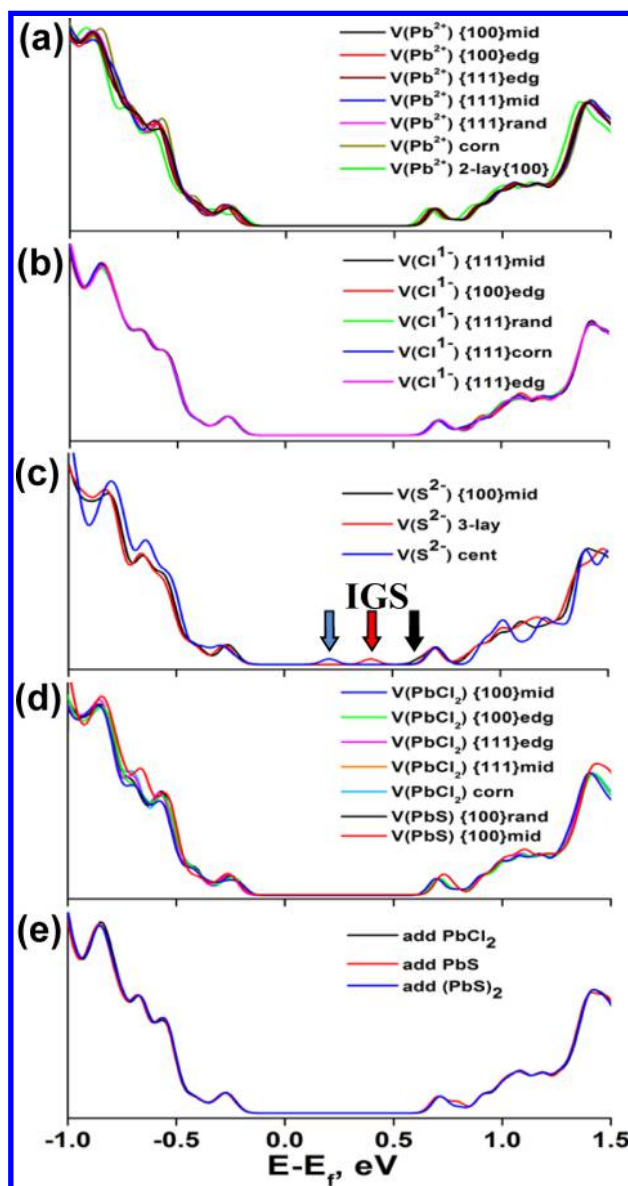 (a)
V(Pb²⁺) {100}mid
V(Pb²⁺) {100}edg
V(Pb²⁺) {111}edg
V(Pb²⁺) {111}mid
V(Pb²⁺) {111}rand
V(Pb²⁺) corn
V(Pb²⁺) 2-lay{100}
(b)
V(Cl¹⁻) {111}mid
V(Cl¹⁻) {100}edg
V(Cl¹⁻) {111}rand
V(Cl¹⁻) {111}corn
V(Cl¹⁻) {111}edg
(c)
V(S²⁻) {100}mid
V(S²⁻) 3-lay
V(S²⁻) cent
IGS
(d)
V(PbCl₂) {100}mid
V(PbCl₂) {100}edg
V(PbCl₂) {111}edg
V(PbCl₂) {111}mid
V(PbCl₂) corn
V(PbS) {100}rand
V(PbS) {100}mid
(e)
add PbCl₂
add PbS
add (PbS)₂
-1.0 -0.5 0.0 0.5 1.0 1.5
E-E_f, eV